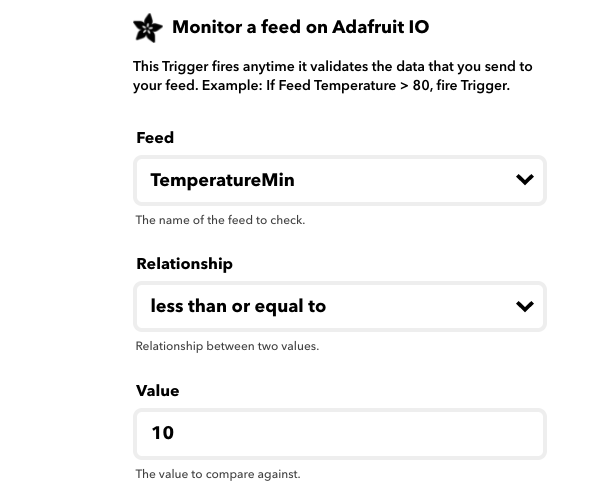 Monitor a feed on Adafruit IO
This Trigger fires anytime it validates the data that you send to
your feed. Example: If Feed Temperature > 80, fire Trigger.
Feed
TemperatureMin
The name of the feed to check.
Relationship
less than or equal to
Relationship between two values.
Value
10
The value to compare against.